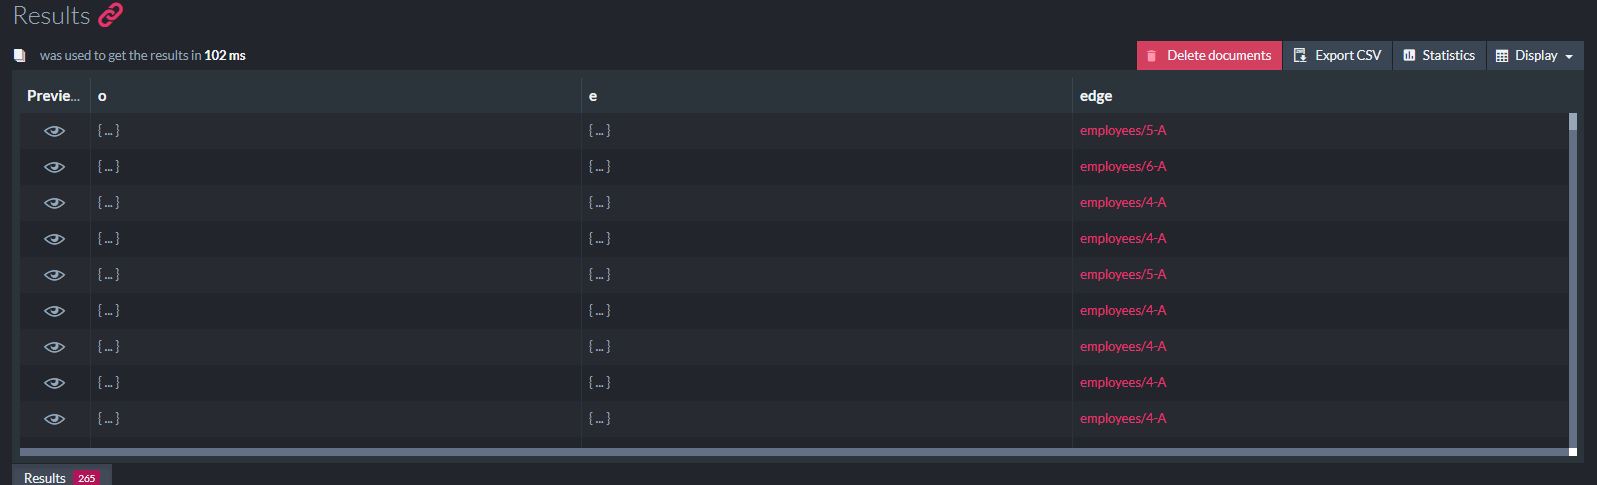 Results
was used to get the results in 102 ms
Delete documents Export CSV Statistics Display
Previe... o e edge
{ ... } { ... } employees/5-A
{ ... } { ... } employees/6-A
{ ... } { ... } employees/4-A
{ ... } { ... } employees/4-A
{ ... } { ... } employees/5-A
{ ... } { ... } employees/4-A
{ ... } { ... } employees/4-A
{ ... } { ... } employees/4-A
{ ... } { ... } employees/4-A
Results 265